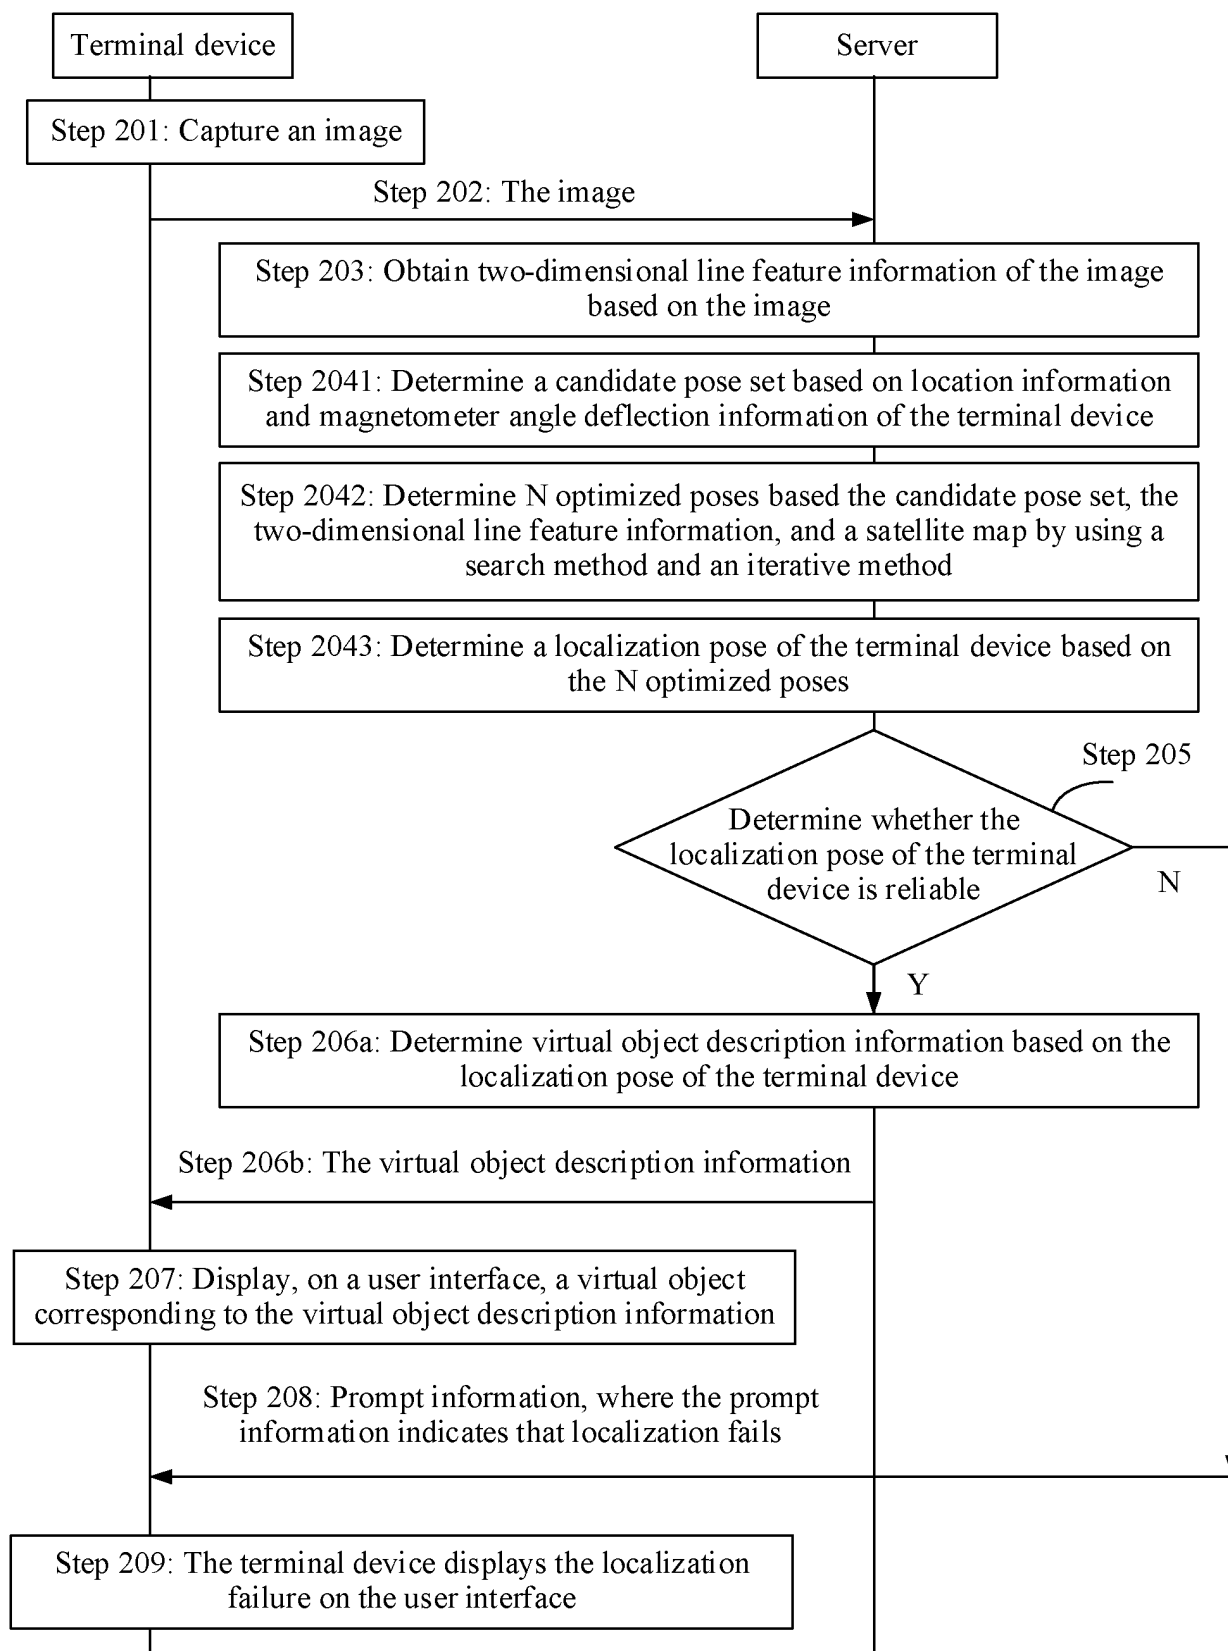 Terminal device
Server
Step 201: Capture an image
Step 202: The image
Step 203: Obtain two-dimensional line feature information of the image
based on the image
Step 2041: Determine a candidate pose set based on location information
and magnetometer angle deflection information of the terminal device
Step 2042: Determine N optimized poses based the candidate pose set, the
two-dimensional line feature information, and a satellite map by using a
search method and an iterative method
Step 2043: Determine a localization pose of the terminal device based on
the N optimized poses
Step 205
Determine whether the
localization pose of the terminal
device is reliable
N
Y
Step 206a: Determine virtual object description information based on the
localization pose of the terminal device
Step 206b: The virtual object description information
Step 207: Display, on a user interface, a virtual object
corresponding to the virtual object description information
Step 208: Prompt information, where the prompt
information indicates that localization fails
Step 209: The terminal device displays the localization
failure on the user interface